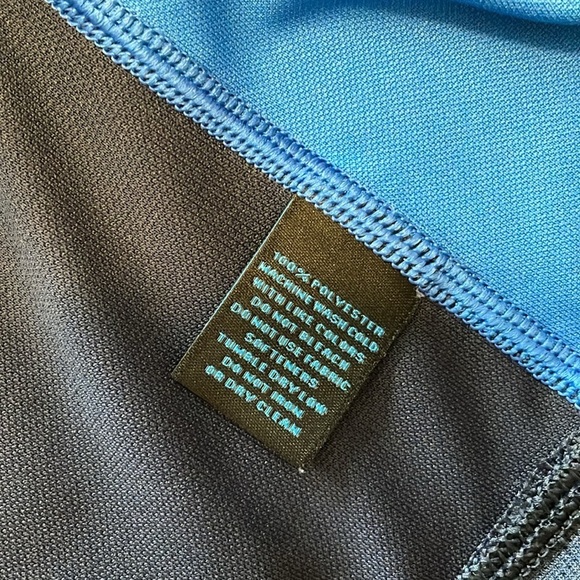 100% POLYESTER
MACHINE WASH COLD
WITH LIKE COLORS
DO NOT BLEACH
DO NOT USE FABRIC
SOFTENERS
TUMBLE DRY LOW
DO NOT IRON
OR DRY CLEAN